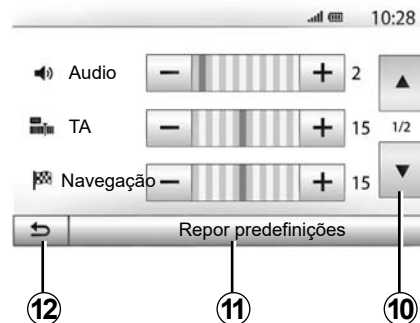 10:28
Audio − + 2
TA − + 15 1/2
Navegação − + 15
Repor predefinições
12 11 10